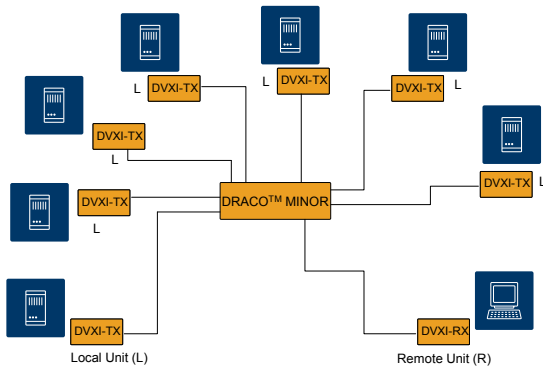 L
DVXI-TX
L
DVXI-TX
DVXI-TX
L
DVXI-TX
L
DVXI-TX
L
DVXI-TX
L
DRACO™ MINOR
DVXI-TX
Local Unit (L)
DVXI-RX
Remote Unit (R)